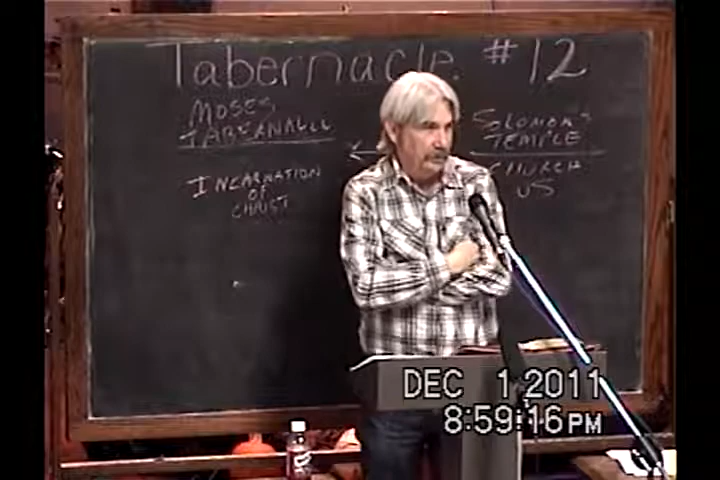 Tabernacle #12
MOSES
TABERNACLE
INCARNATION
OF
CHRIST
SOLOMON'S
TEMPLE
CHURCH
US
DEC 1 2011
8:59:16 PM